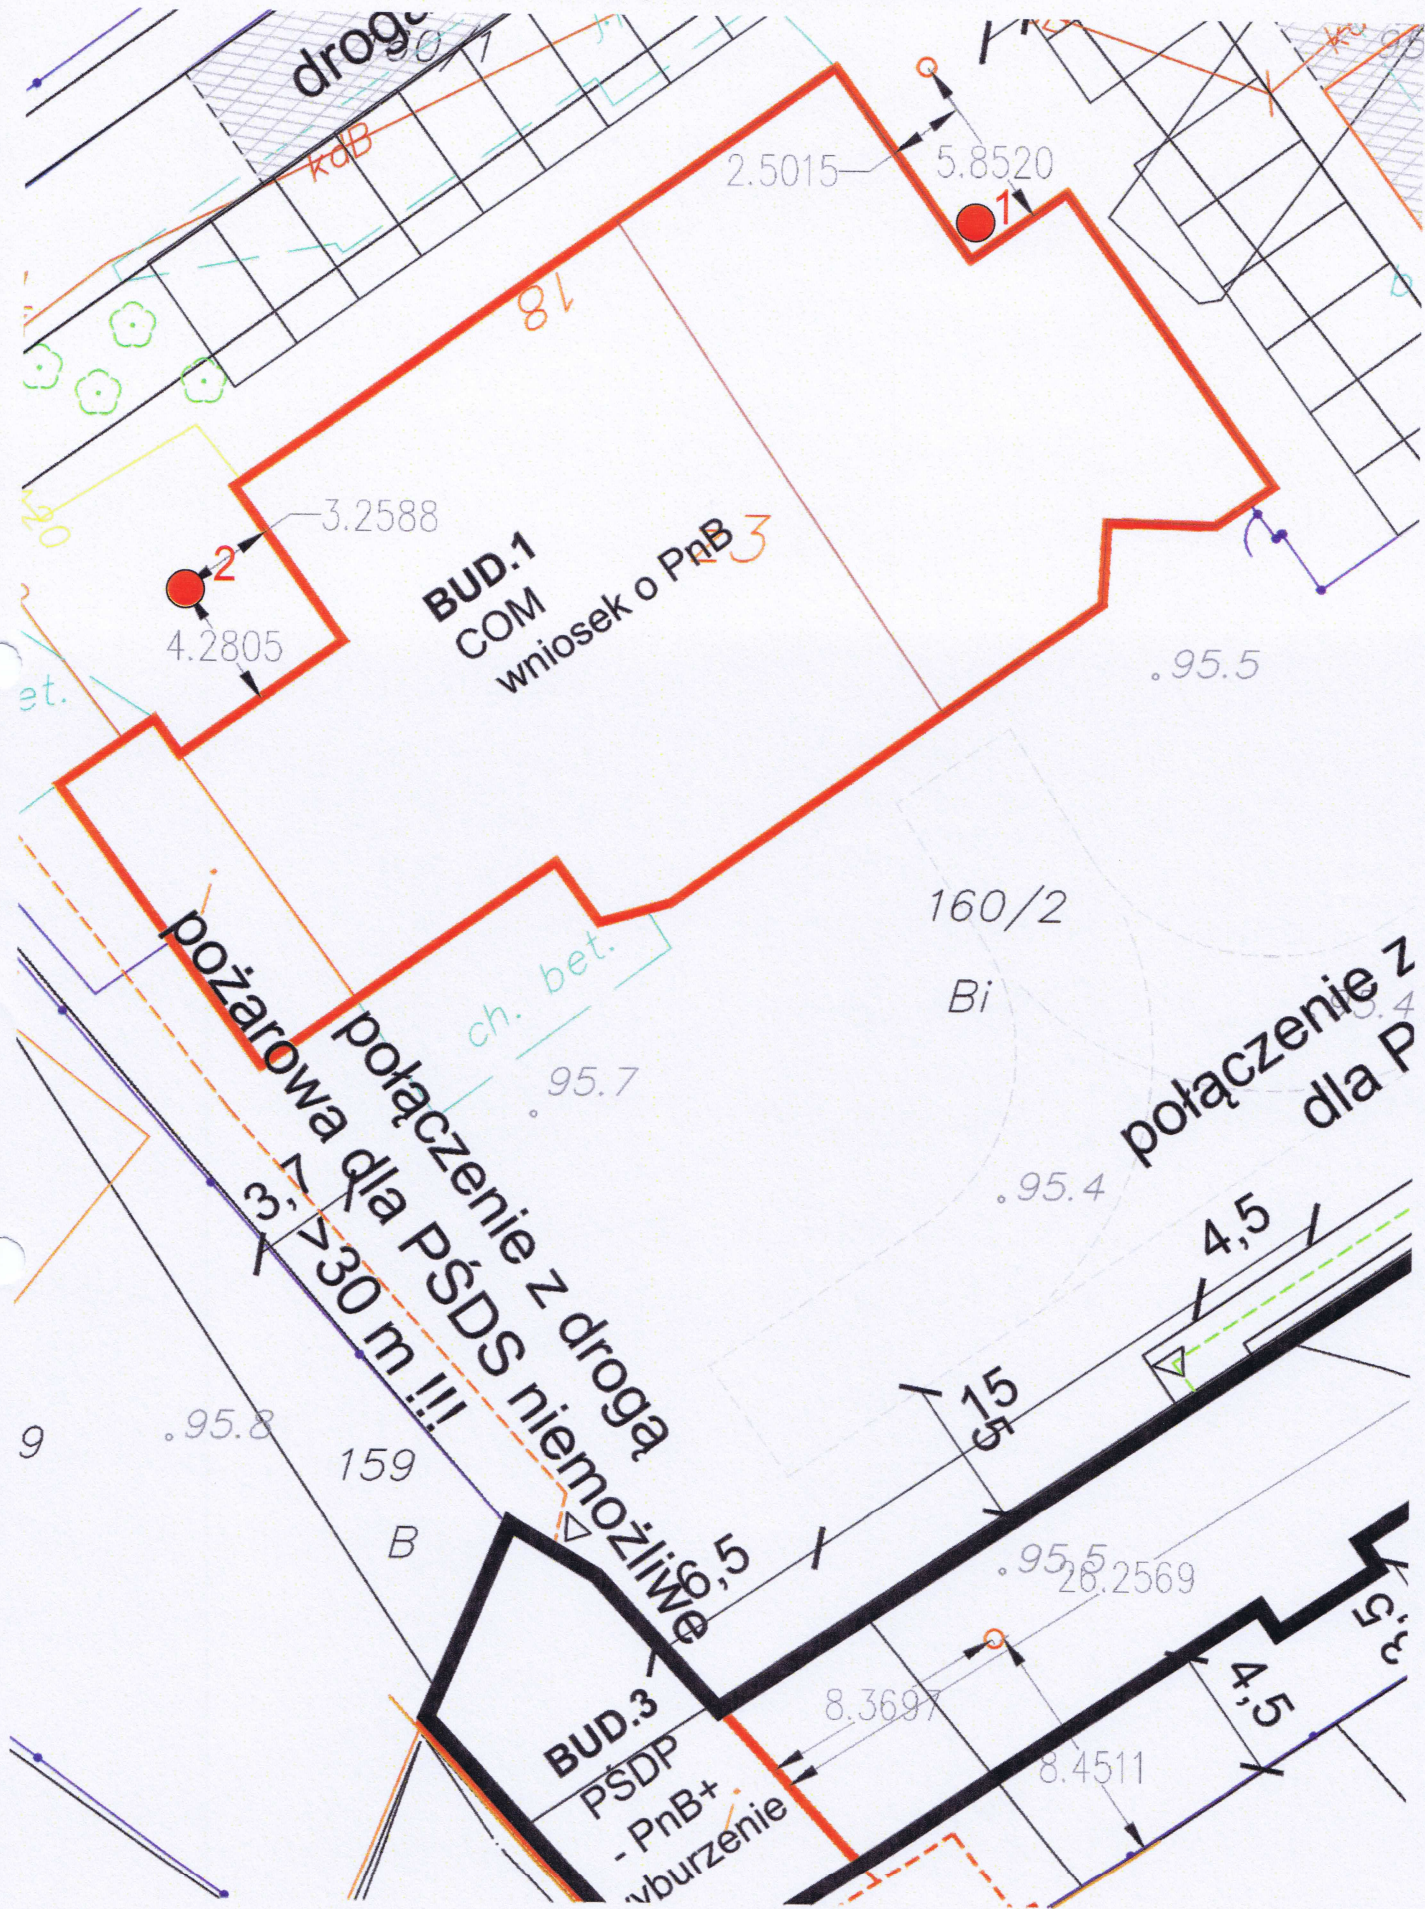 droga
kdB
2.5015
5.8520
1
18
3.2588
2
4.2805
BUD.1
COM
wniosek o PnB
3
et.
95.5
160/2
Bi
ch. bet.
95.7
połączenie z
dla P
95.4
95.4
połączenie z drogą
pożarowa dla PŚDS niemożliwe
>30 m !!!
3,7
4,5
15
5
6,5
9
95.8
159
B
95.5
26.2569
8.3697
8.4511
4,5
3,5
BUD.3
PŚDP
- PnB+
wyburzenie